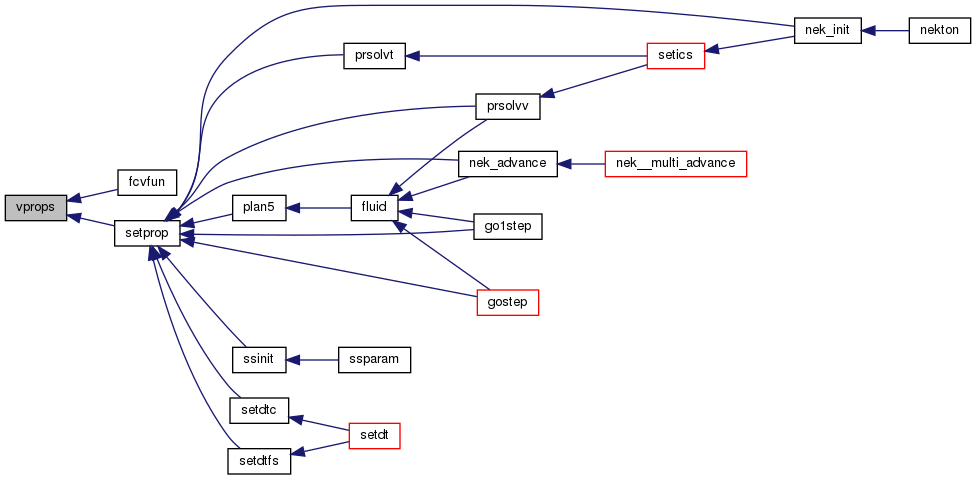 nek_init
nekton
prsolvt
setics
prsolvv
nek_advance
nek__multi_advance
fcvfun
vprops
plan5
fluid
setprop
go1step
gostep
ssinit
ssparam
setdtc
setdt
setdtfs